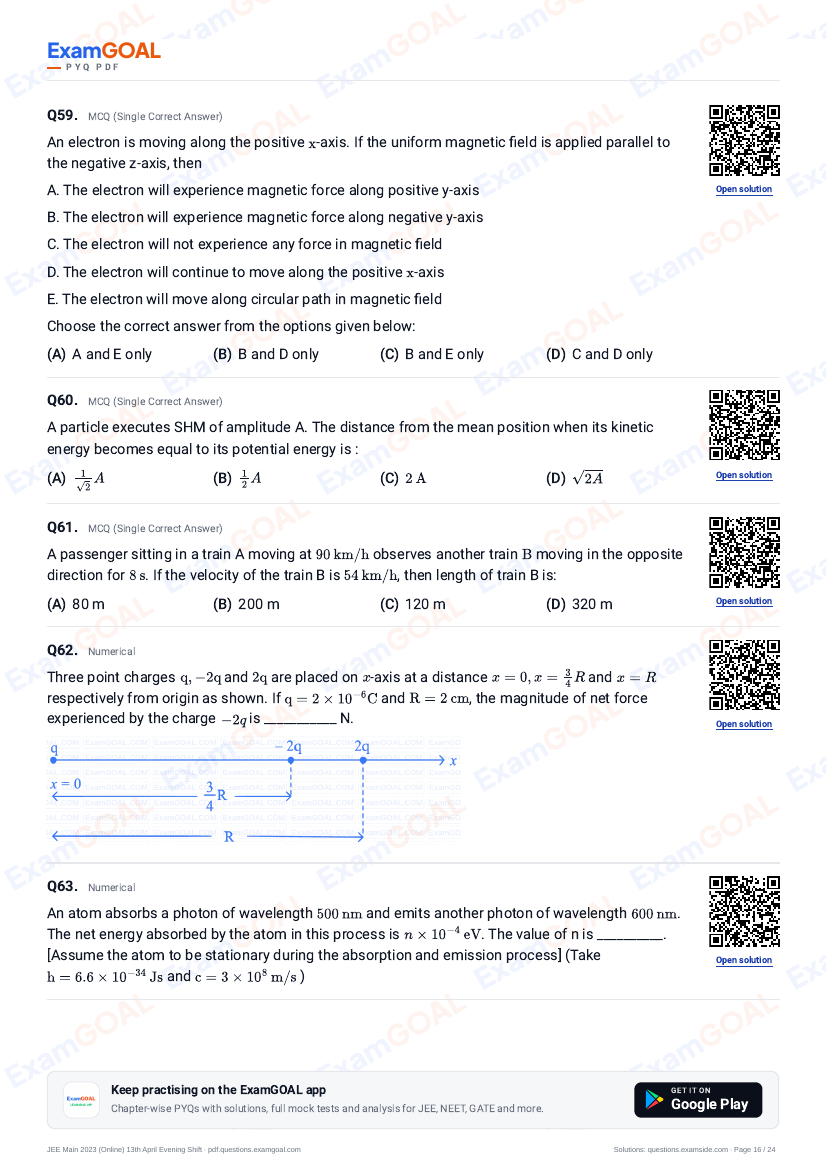 ExamGOAL
PYQ PDF
Q59. MCQ (Single Correct Answer)
An electron is moving along the positive x-axis. If the uniform magnetic field is applied parallel to
the negative z-axis, then
A. The electron will experience magnetic force along positive y-axis
B. The electron will experience magnetic force along negative y-axis
C. The electron will not experience any force in magnetic field
D. The electron will continue to move along the positive x-axis
E. The electron will move along circular path in magnetic field
Choose the correct answer from the options given below:
(A) A and E only (B) B and D only (C) B and E only (D) C and D only
Open solution
Q60. MCQ (Single Correct Answer)
A particle executes SHM of amplitude A. The distance from the mean position when its kinetic
energy becomes equal to its potential energy is :
(A) $\frac{1}{\sqrt{2}}A$ (B) $\frac{1}{2}A$ (C) 2 A (D) $\sqrt{2A}$
Open solution
Q61. MCQ (Single Correct Answer)
A passenger sitting in a train A moving at 90 km/h observes another train B moving in the opposite
direction for 8 s. If the velocity of the train B is 54 km/h, then length of train B is:
(A) 80 m (B) 200 m (C) 120 m (D) 320 m
Open solution
Q62. Numerical
Three point charges q, −2q and 2q are placed on x-axis at a distance x = 0, x = $\frac{3}{4}$R and x = R
respectively from origin as shown. If q = 2 × 10⁻⁶C and R = 2 cm, the magnitude of net force
experienced by the charge −2q is __________ N.
Open solution
q − 2q 2q
x
x = 0
$\frac{3}{4}$R
R
Q63. Numerical
An atom absorbs a photon of wavelength 500 nm and emits another photon of wavelength 600 nm.
The net energy absorbed by the atom in this process is n × 10⁻⁴ eV. The value of n is __________.
[Assume the atom to be stationary during the absorption and emission process] (Take
h = 6.6 × 10⁻³⁴ Js and c = 3 × 10⁸ m/s )
Open solution
ExamGOAL
Keep practising on the ExamGOAL app
Chapter-wise PYQs with solutions, full mock tests and analysis for JEE, NEET, GATE and more.
GET IT ON
Google Play
JEE Main 2023 (Online) 13th April Evening Shift · pdf.questions.examgoal.com
Solutions: questions.examside.com · Page 16 / 24